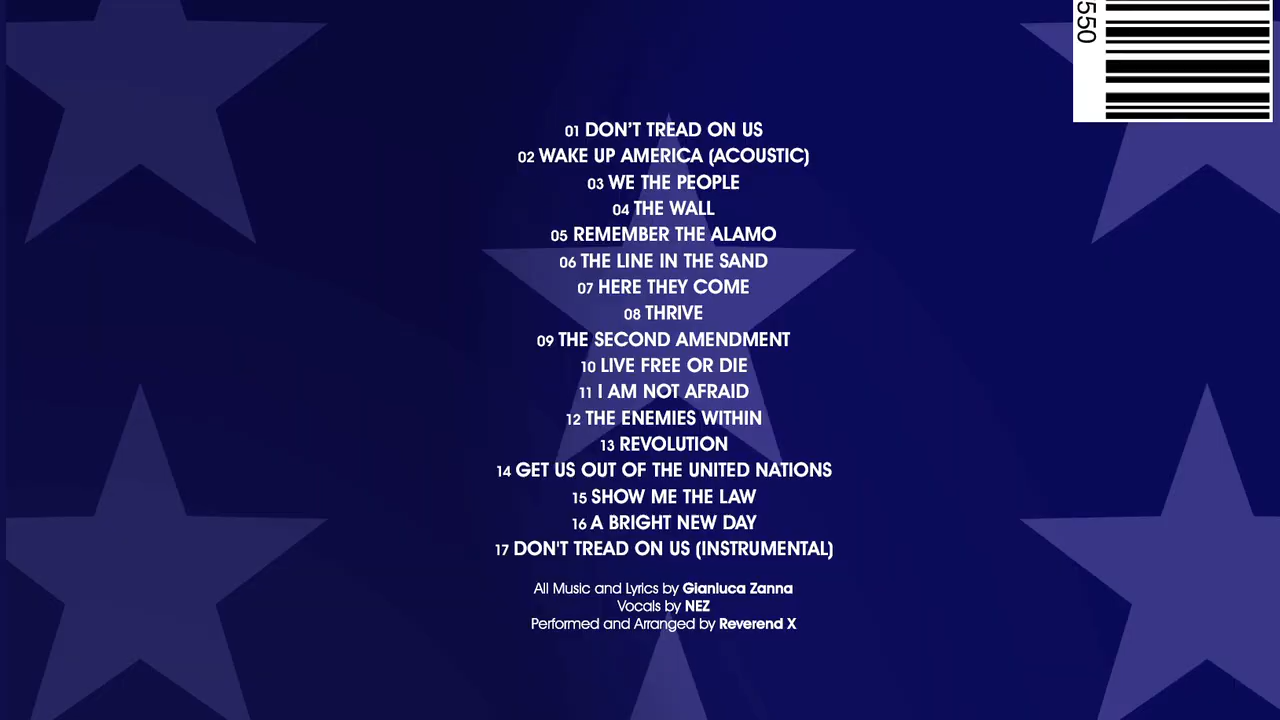 550
01 DON’T TREAD ON US
02 WAKE UP AMERICA (ACOUSTIC)
03 WE THE PEOPLE
04 THE WALL
05 REMEMBER THE ALAMO
06 THE LINE IN THE SAND
07 HERE THEY COME
08 THRIVE
09 THE SECOND AMENDMENT
10 LIVE FREE OR DIE
11 I AM NOT AFRAID
12 THE ENEMIES WITHIN
13 REVOLUTION
14 GET US OUT OF THE UNITED NATIONS
15 SHOW ME THE LAW
16 A BRIGHT NEW DAY
17 DON'T TREAD ON US (INSTRUMENTAL)
All Music and Lyrics by Gianluca Zanna
Vocals by NEZ
Performed and Arranged by Reverend X